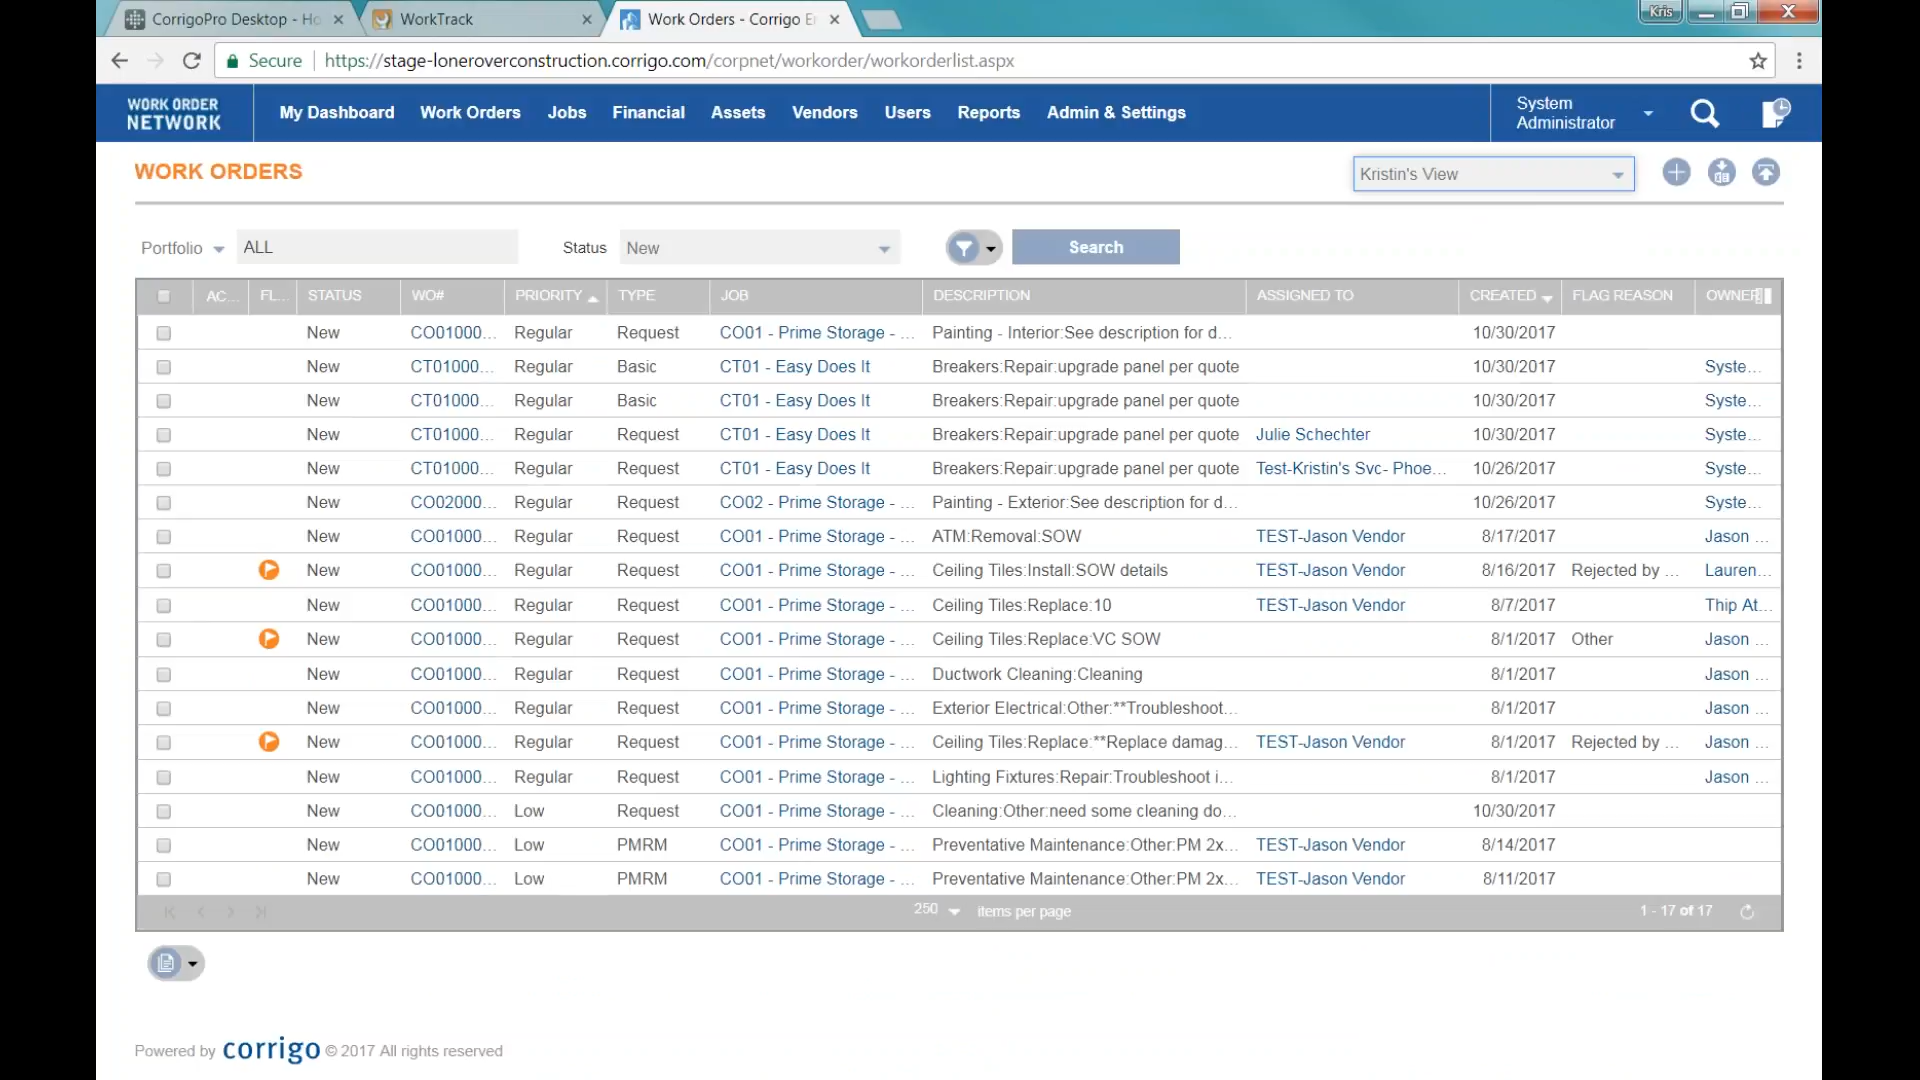 CorrigoPro Desktop - Ho
WorkTrack
Work Orders - Corrigo En
Kris
Secure https://stage-loneroverconstruction.corrigo.com/corpnet/workorder/workorderlist.aspx
WORK ORDER
NETWORK
My Dashboard Work Orders Jobs Financial Assets Vendors Users Reports Admin & Settings
System
Administrator
WORK ORDERS
Kristin's View
Portfolio ALL Status New Search
AC... FL... STATUS WO# PRIORITY TYPE JOB DESCRIPTION ASSIGNED TO CREATED FLAG REASON OWNER
New CO01000... Regular Request CO01 - Prime Storage - ... Painting - Interior:See description for d... 10/30/2017
New CT01000... Regular Basic CT01 - Easy Does It Breakers:Repair:upgrade panel per quote 10/30/2017 Syste...
New CT01000... Regular Basic CT01 - Easy Does It Breakers:Repair:upgrade panel per quote 10/30/2017 Syste...
New CT01000... Regular Request CT01 - Easy Does It Breakers:Repair:upgrade panel per quote Julie Schechter 10/30/2017 Syste...
New CT01000... Regular Request CT01 - Easy Does It Breakers:Repair:upgrade panel per quote Test-Kristin's Svc- Phoe... 10/26/2017 Syste...
New CO02000... Regular Request CO02 - Prime Storage - ... Painting - Exterior:See description for d... 10/26/2017 Syste...
New CO01000... Regular Request CO01 - Prime Storage - ... ATM:Removal:SOW TEST-Jason Vendor 8/17/2017 Jason ...
New CO01000... Regular Request CO01 - Prime Storage - ... Ceiling Tiles:Install:SOW details TEST-Jason Vendor 8/16/2017 Rejected by ... Lauren...
New CO01000... Regular Request CO01 - Prime Storage - ... Ceiling Tiles:Replace:10 TEST-Jason Vendor 8/7/2017 Thip At...
New CO01000... Regular Request CO01 - Prime Storage - ... Ceiling Tiles:Replace:VC SOW 8/1/2017 Other Jason ...
New CO01000... Regular Request CO01 - Prime Storage - ... Ductwork Cleaning:Cleaning 8/1/2017 Jason ...
New CO01000... Regular Request CO01 - Prime Storage - ... Exterior Electrical:Other:**Troubleshoot... 8/1/2017 Jason ...
New CO01000... Regular Request CO01 - Prime Storage - ... Ceiling Tiles:Replace:**Replace damag... TEST-Jason Vendor 8/1/2017 Rejected by ... Jason ...
New CO01000... Regular Request CO01 - Prime Storage - ... Lighting Fixtures:Repair:Troubleshoot i... 8/1/2017 Jason ...
New CO01000... Low Request CO01 - Prime Storage - ... Cleaning:Other:need some cleaning do... 10/30/2017
New CO01000... Low PMRM CO01 - Prime Storage - ... Preventative Maintenance:Other:PM 2x... TEST-Jason Vendor 8/14/2017
New CO01000... Low PMRM CO01 - Prime Storage - ... Preventative Maintenance:Other:PM 2x... TEST-Jason Vendor 8/11/2017
250 items per page 1 - 17 of 17
Powered by corrigo © 2017 All rights reserved